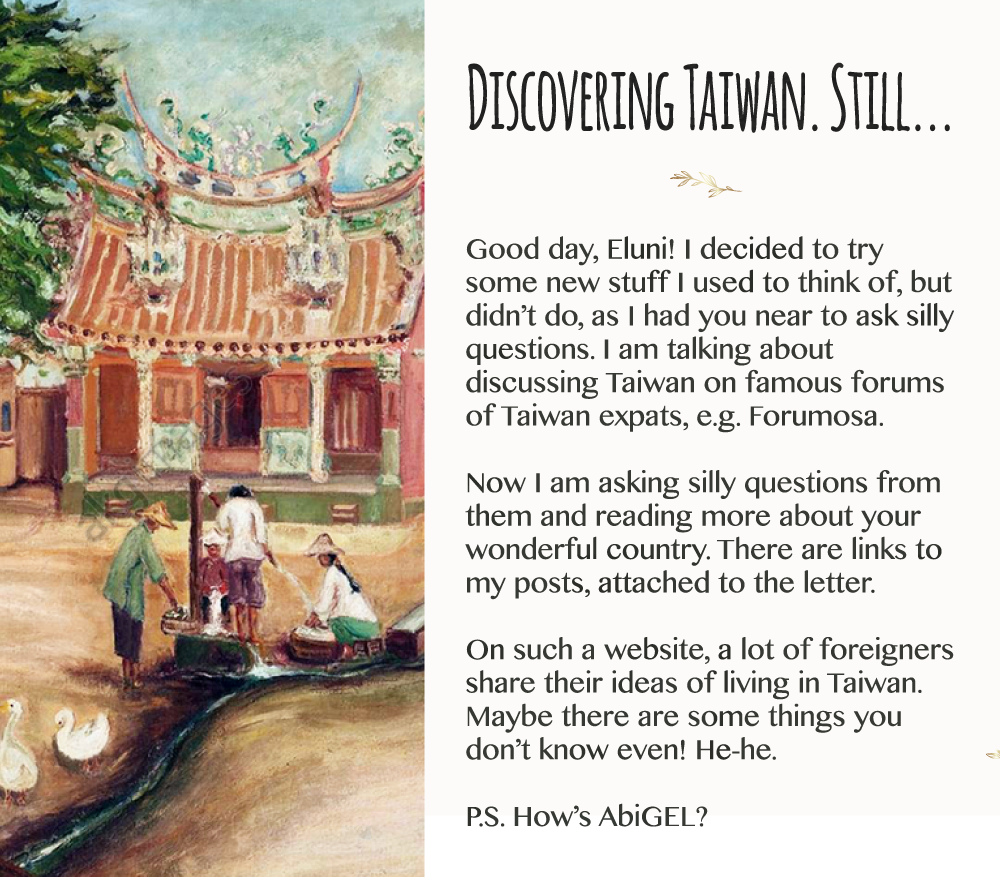 Discovering Taiwan. Still...
Good day, Eluni! I decided to try
some new stuff I used to think of, but
didn’t do, as I had you near to ask silly
questions. I am talking about
discussing Taiwan on famous forums
of Taiwan expats, e.g. Forumosa.
Now I am asking silly questions from
them and reading more about your
wonderful country. There are links to
my posts, attached to the letter.
On such a website, a lot of foreigners
share their ideas of living in Taiwan.
Maybe there are some things you
don’t know even! He-he.
P.S. How’s AbiGEL?